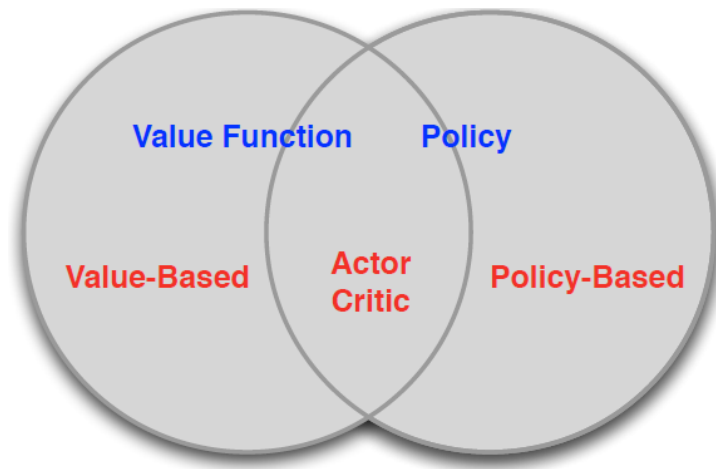 Value Function
Policy
Value-Based
Actor
Critic
Policy-Based